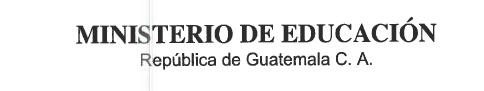 MINISTERIO DE EDUCACIÓN
República de Guatemala C. A.